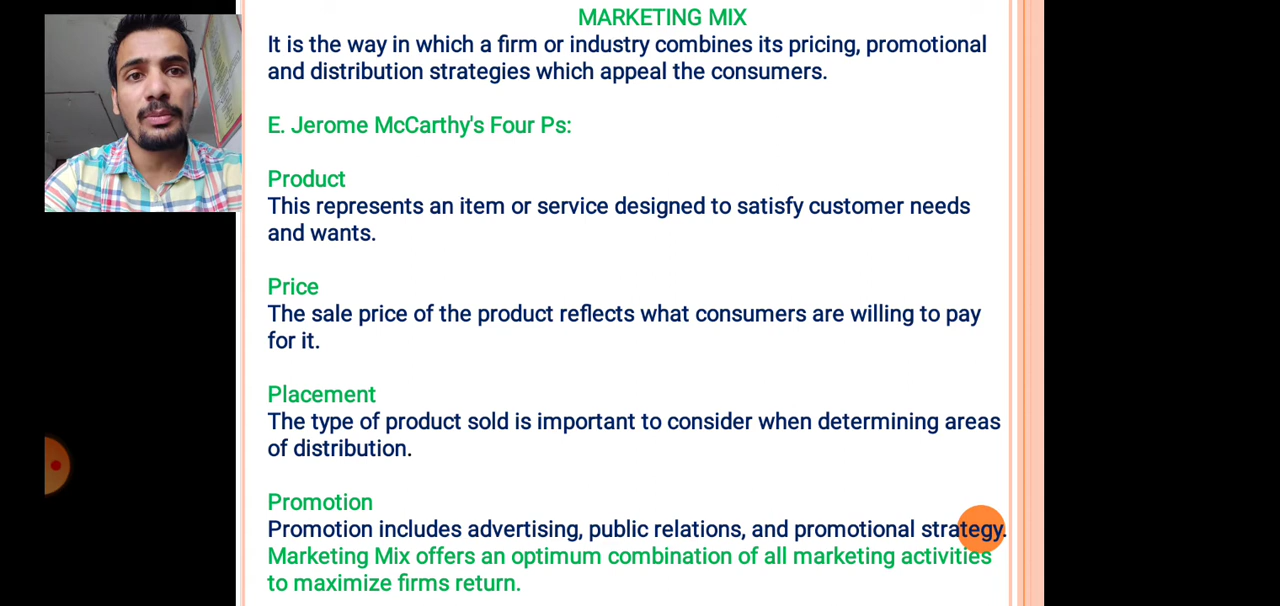 MARKETING MIX
It is the way in which a firm or industry combines its pricing, promotional
and distribution strategies which appeal the consumers.
E. Jerome McCarthy's Four Ps:
Product
This represents an item or service designed to satisfy customer needs
and wants.
Price
The sale price of the product reflects what consumers are willing to pay
for it.
Placement
The type of product sold is important to consider when determining areas
of distribution.
Promotion
Promotion includes advertising, public relations, and promotional strategy.
Marketing Mix offers an optimum combination of all marketing activities
to maximize firms return.